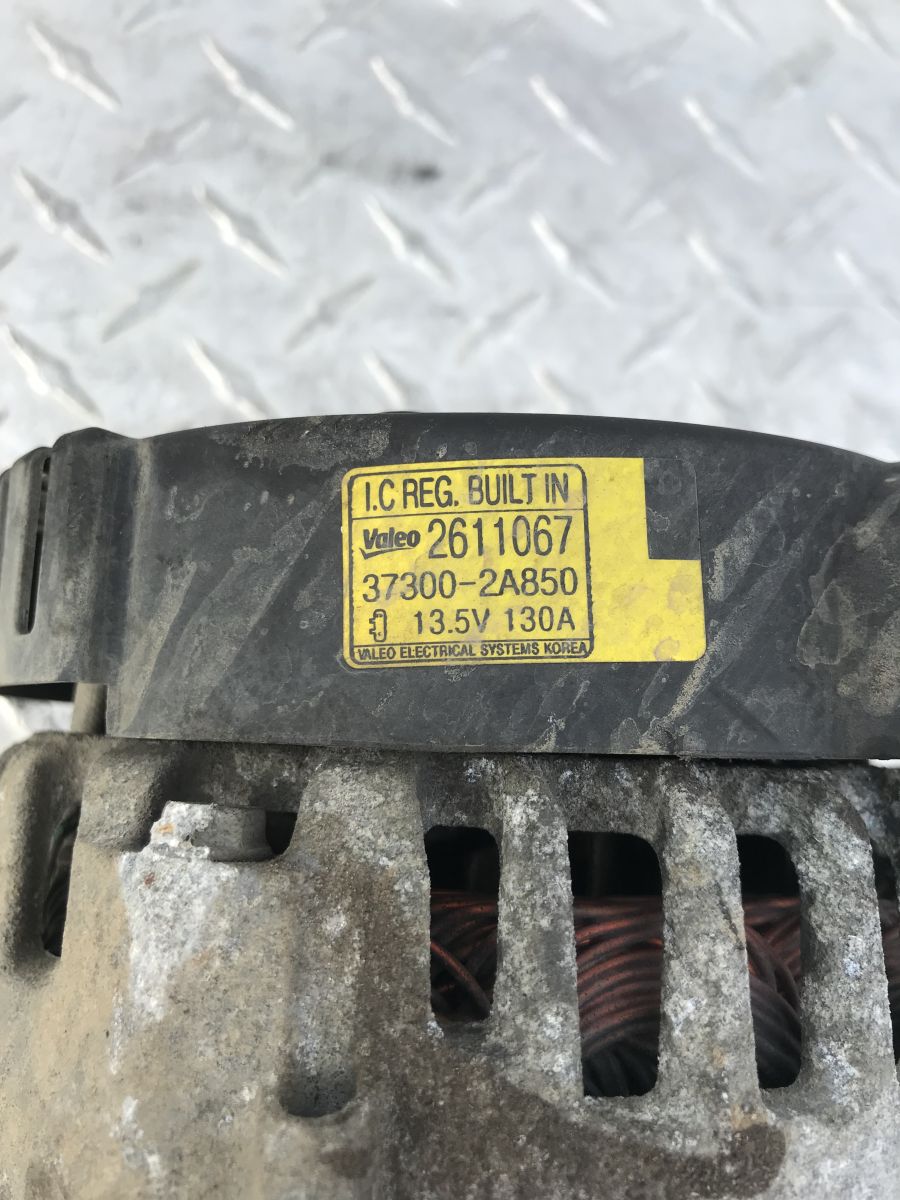 I.C REG. BUILT IN
Valeo 2611067
37300-2A850
13.5V 130A
VALEO ELECTRICAL SYSTEMS KOREA